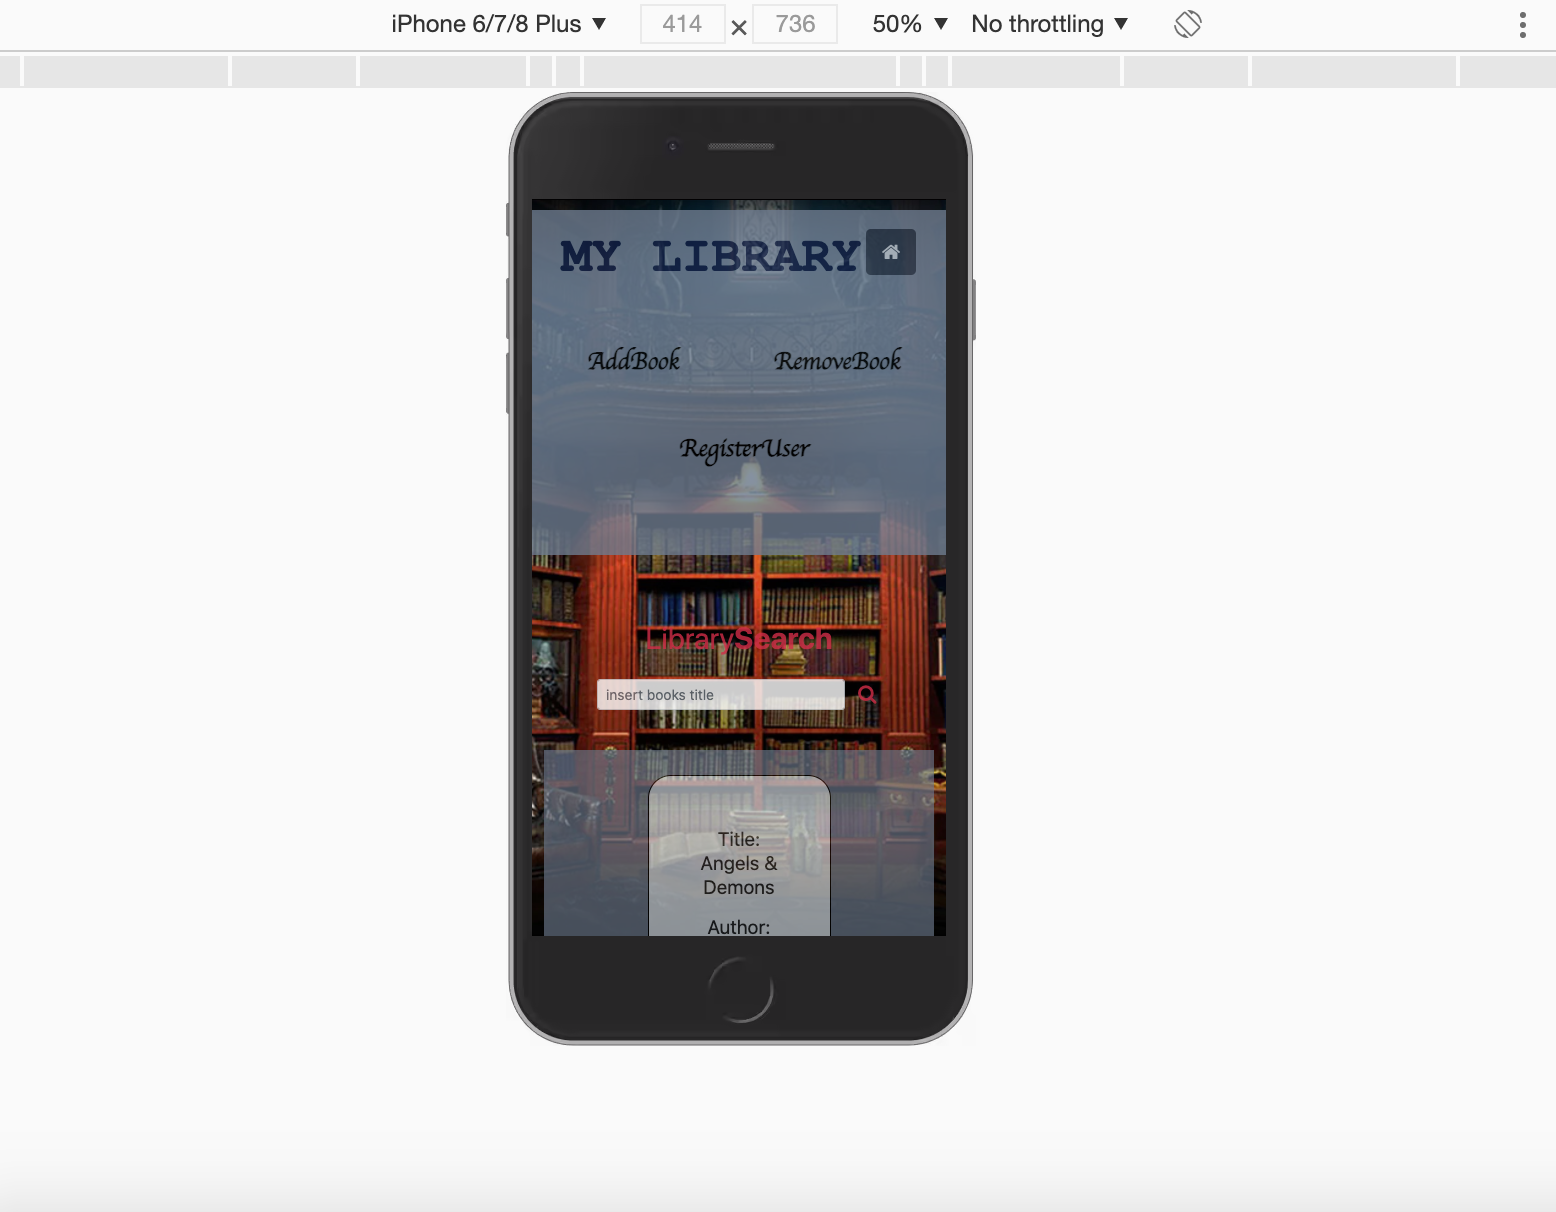 iPhone 6/7/8 Plus ▼ 414 × 736 50% ▼ No throttling ▼
MY LIBRARY
AddBook RemoveBook
RegisterUser
LibrarySearch
insert books title
Title:
Angels &
Demons
Author: